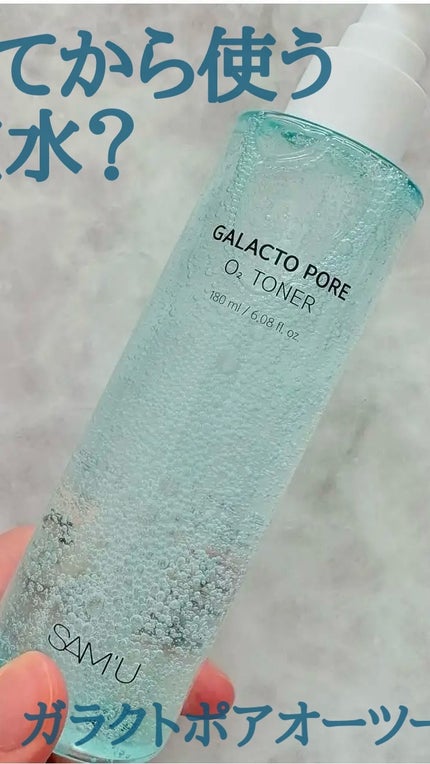 てから使う
水？
GALACTO PORE
O₂ TONER
180 ml / 6.08 fl. oz.
SAM'U
ガラクトポアオーツー